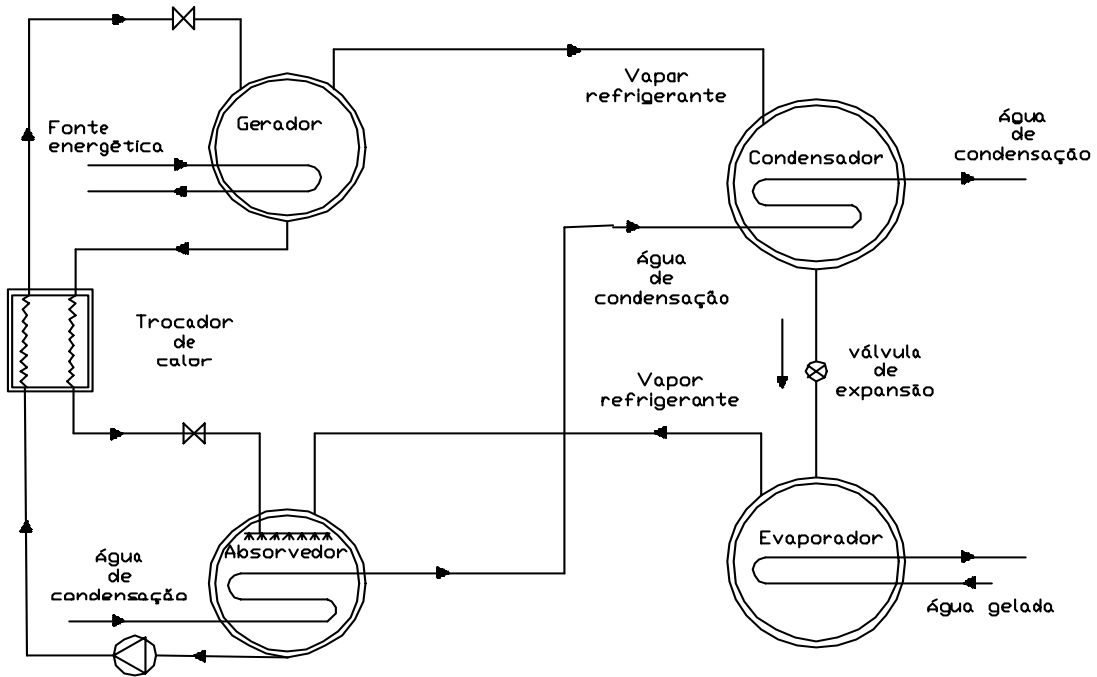 Gerador
Fonte
energética
Vapor
refrigerante
Água
de
condensação
Condensador
Água
de
condensação
Trocador
de
calor
válvula
de
expansão
Vapor
refrigerante
Evaporador
Absorvedor
Água
de
condensação
Água gelada